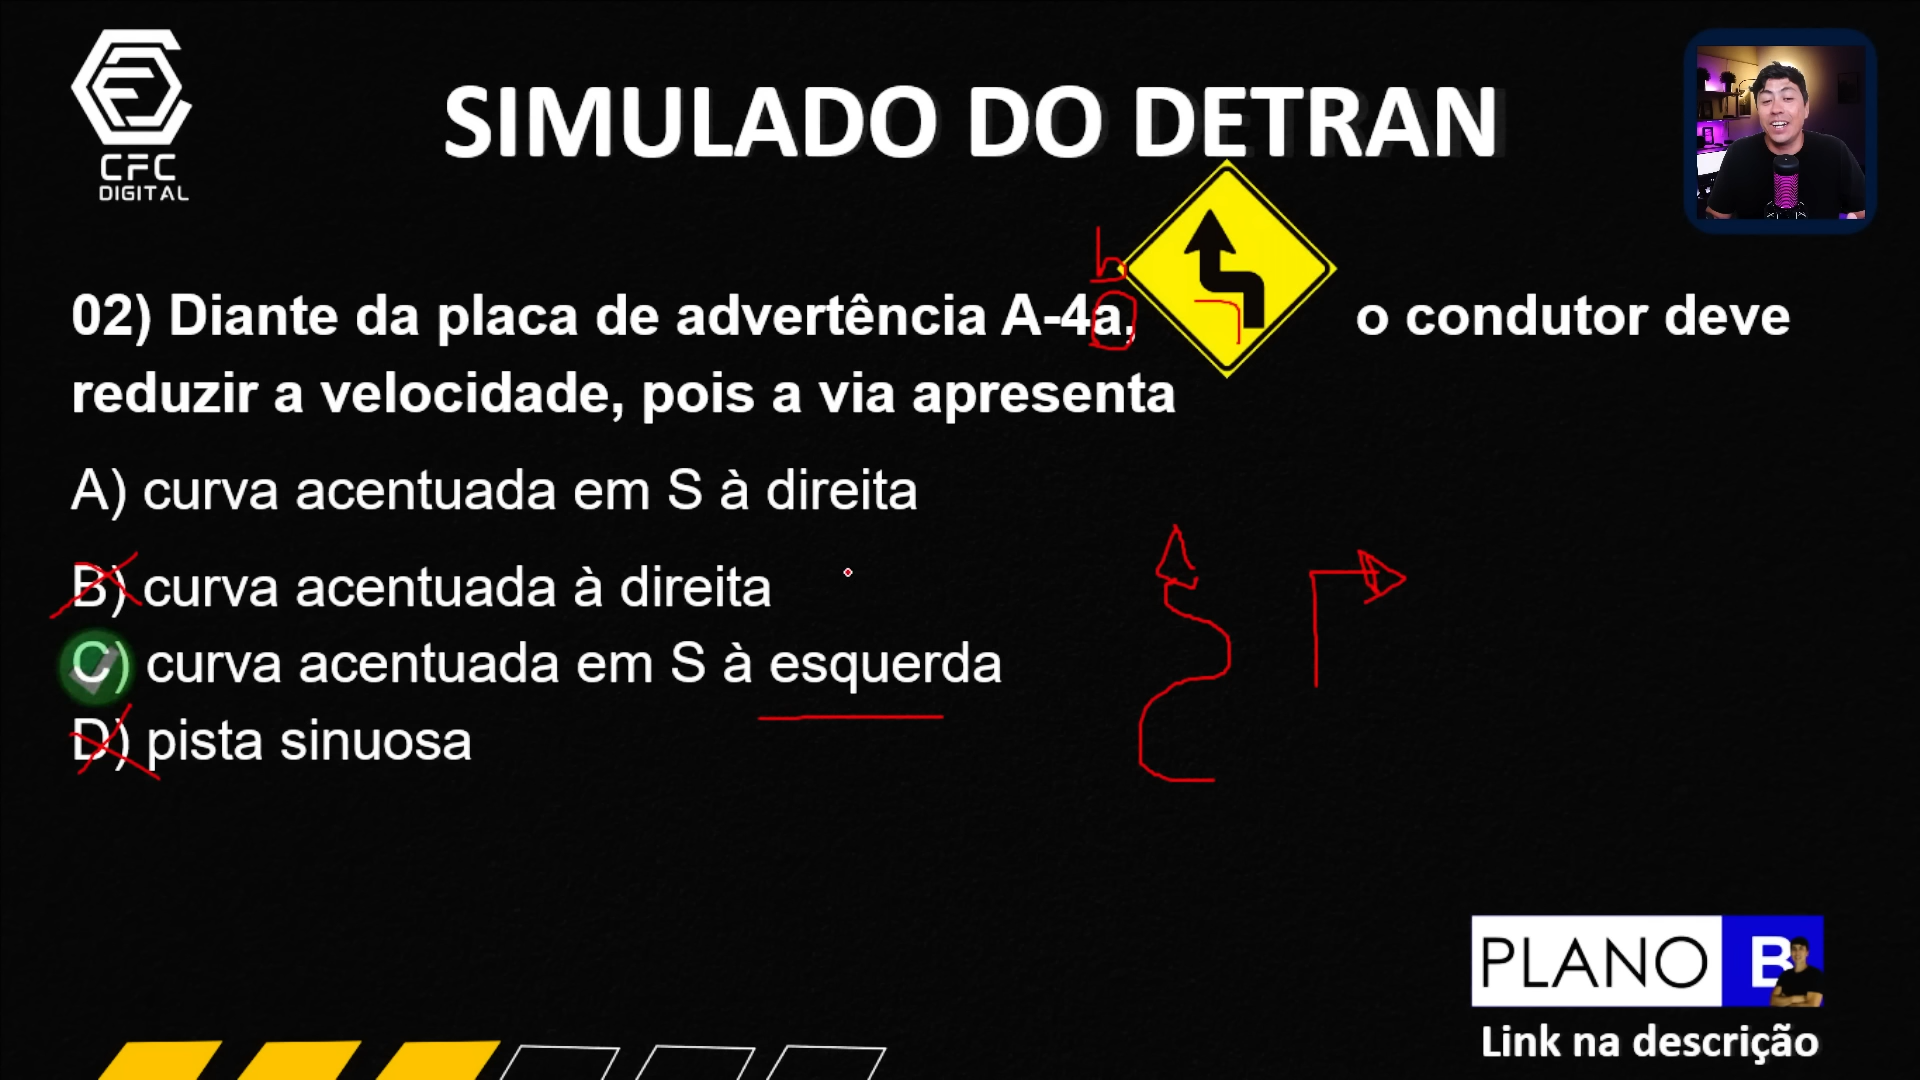 CFC
DIGITAL
SIMULADO DO DETRAN
b
02) Diante da placa de advertência A-4a, o condutor deve
reduzir a velocidade, pois a via apresenta
A) curva acentuada em S à direita
B) curva acentuada à direita
C) curva acentuada em S à esquerda
D) pista sinuosa
PLANO B
Link na descrição